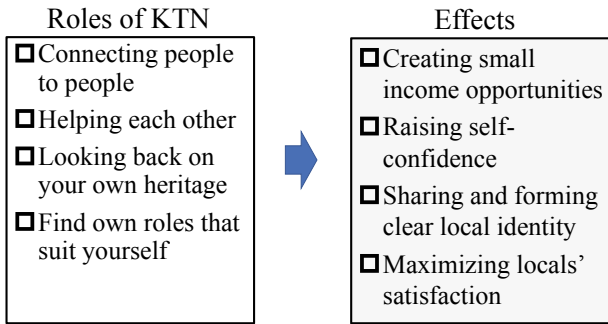 Roles of KTN
Connecting people
to people
Helping each other
Looking back on
your own heritage
Find own roles that
suit yourself
Effects
Creating small
income opportunities
Raising self-
confidence
Sharing and forming
clear local identity
Maximizing locals’
satisfaction